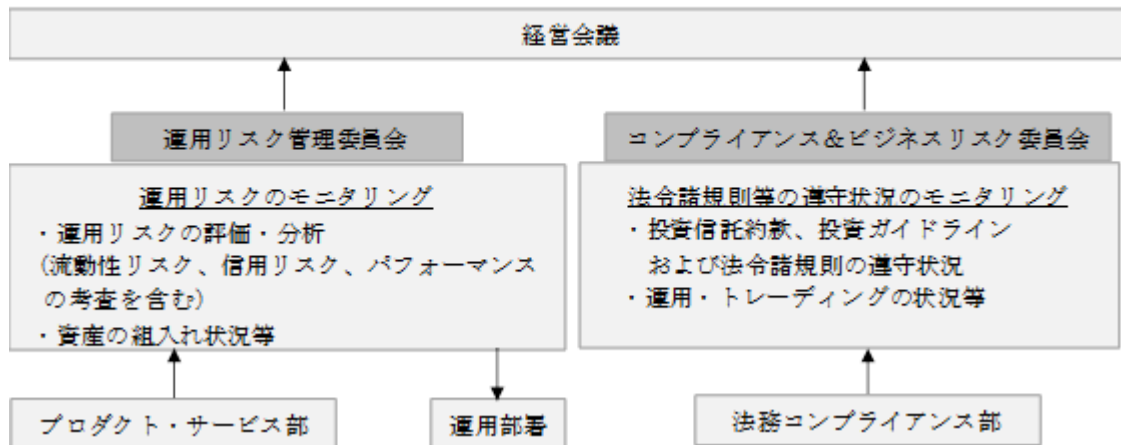 経営会議
運用リスク管理委員会
運用リスクのモニタリング
・運用リスクの評価・分析
(流動性リスク、信用リスク、パフォーマンス
の考査を含む)
・資産の組入れ状況等
プロダクト・サービス部
運用部署
コンプライアンス＆ビジネスリスク委員会
法令諸規則等の遵守状況のモニタリング
・投資信託約款、投資ガイドライン
および法令諸規則の遵守状況
・運用・トレーディングの状況等
法務コンプライアンス部